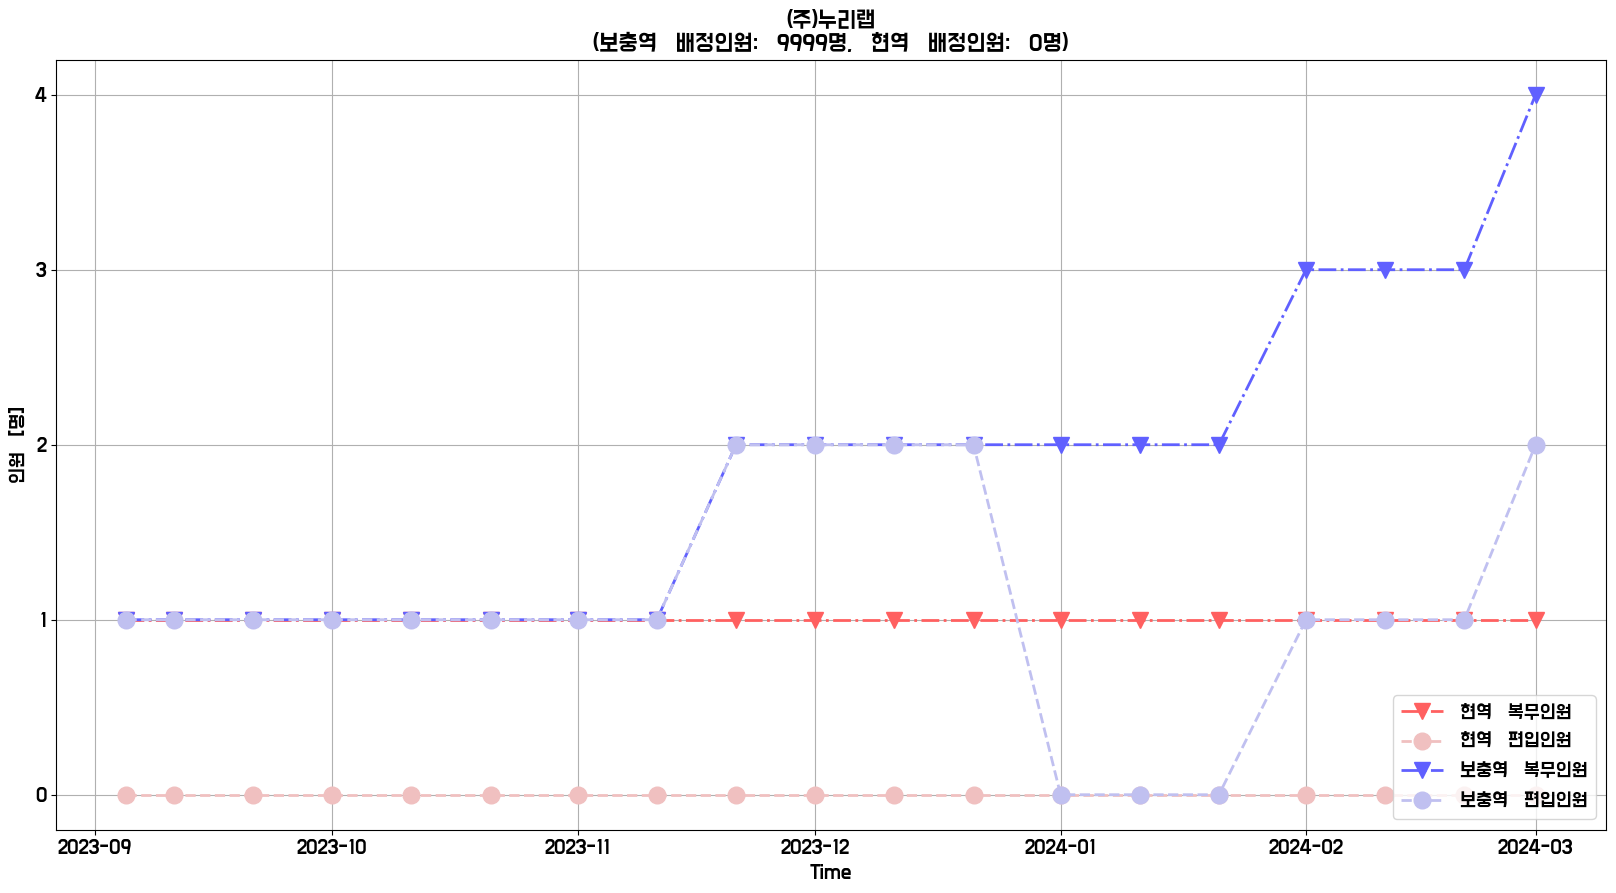 (주)누리랩
(보충역 배정인원: 9999명, 현역 배정인원: 0명)
4
3
2
1
0
인원 [명]
현역 복무인원
현역 편입인원
보충역 복무인원
보충역 편입인원
2023-09 2023-10 2023-11 2023-12 2024-01 2024-02 2024-03
Time